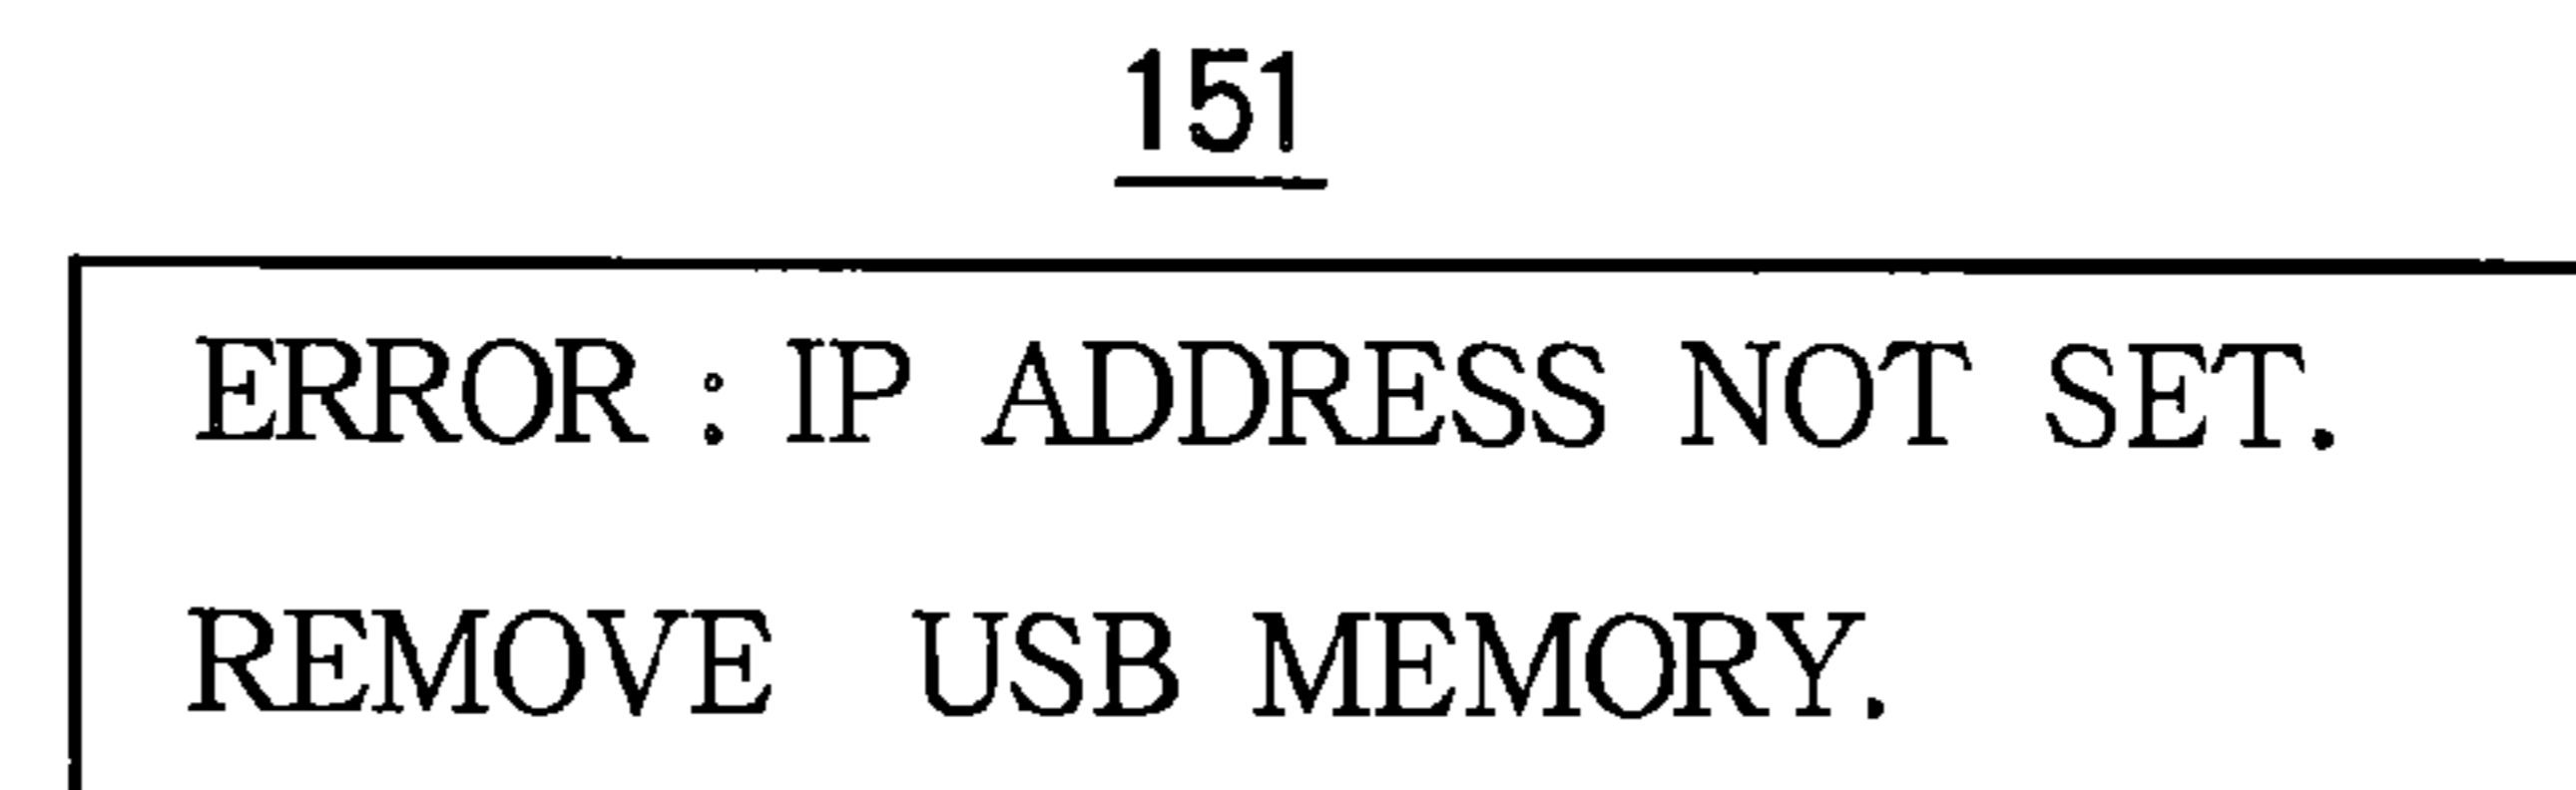 151
ERROR : IP ADDRESS NOT SET.
REMOVE USB MEMORY.